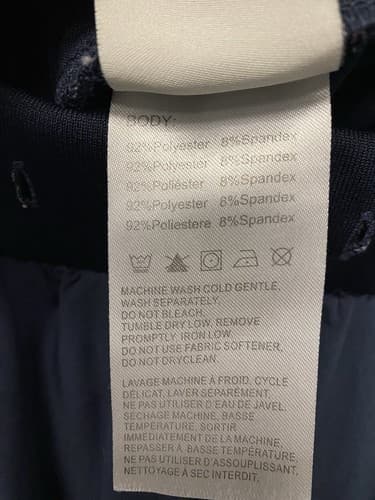 BODY:
92%Polyester 8%Spandex
92%Polyester 8%Spandex
92%Poliéster 8%Spandex
92%Polyester 8%Spandex
92%Poliestere 8%Spandex
MACHINE WASH COLD GENTLE,
WASH SEPARATELY.
DO NOT BLEACH.
TUMBLE DRY LOW, REMOVE
PROMPTLY, IRON LOW.
DO NOT USE FABRIC SOFTENER,
DO NOT DRYCLEAN.
LAVAGE MACHINE À FROID, CYCLE
DÉLICAT, LAVER SÉPARÉMENT.
NE PAS UTILISER D'EAU DE JAVEL.
SECHAGE MACHINE, BASSE
TEMPÉRATURE, SORTIR
IMMÉDIATEMENT DE LA MACHINE,
REPASSER À BASSE TEMPÉRATURE.
NE PAS UTILISER D'ASSOUPLISSANT.
NETTOYAGE À SEC INTERDIT.